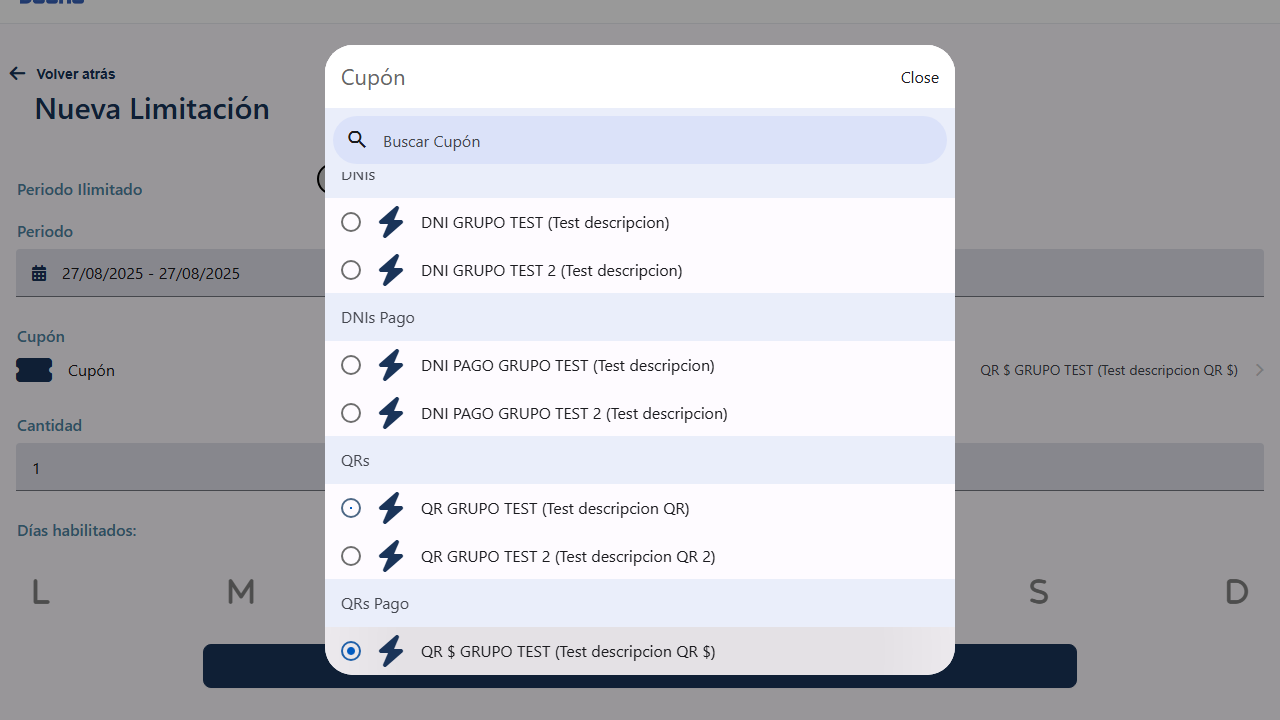 Volver atrás
Nueva Limitación
Periodo Ilimitado
Periodo
27/08/2025 - 27/08/2025
Cupón
Cupón
QR $ GRUPO TEST (Test descripcion QR $)
Cantidad
1
Días habilitados:
L
M
S
D
Cupón
Close
Buscar Cupón
DNIs
DNI GRUPO TEST (Test descripcion)
DNI GRUPO TEST 2 (Test descripcion)
DNIs Pago
DNI PAGO GRUPO TEST (Test descripcion)
DNI PAGO GRUPO TEST 2 (Test descripcion)
QRs
QR GRUPO TEST (Test descripcion QR)
QR GRUPO TEST 2 (Test descripcion QR 2)
QRs Pago
QR $ GRUPO TEST (Test descripcion QR $)